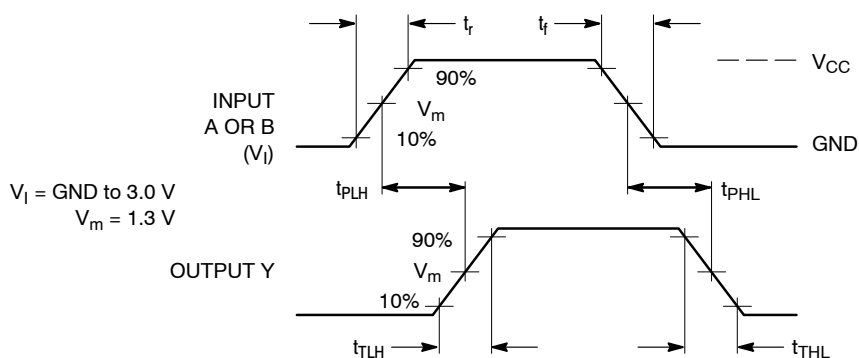 t_r
t_f
V_CC
90%
INPUT
A OR B
(V_I)
V_m
10%
GND
V_I = GND to 3.0 V
V_m = 1.3 V
t_PLH
t_PHL
90%
OUTPUT Y
V_m
10%
t_TLH
t_THL